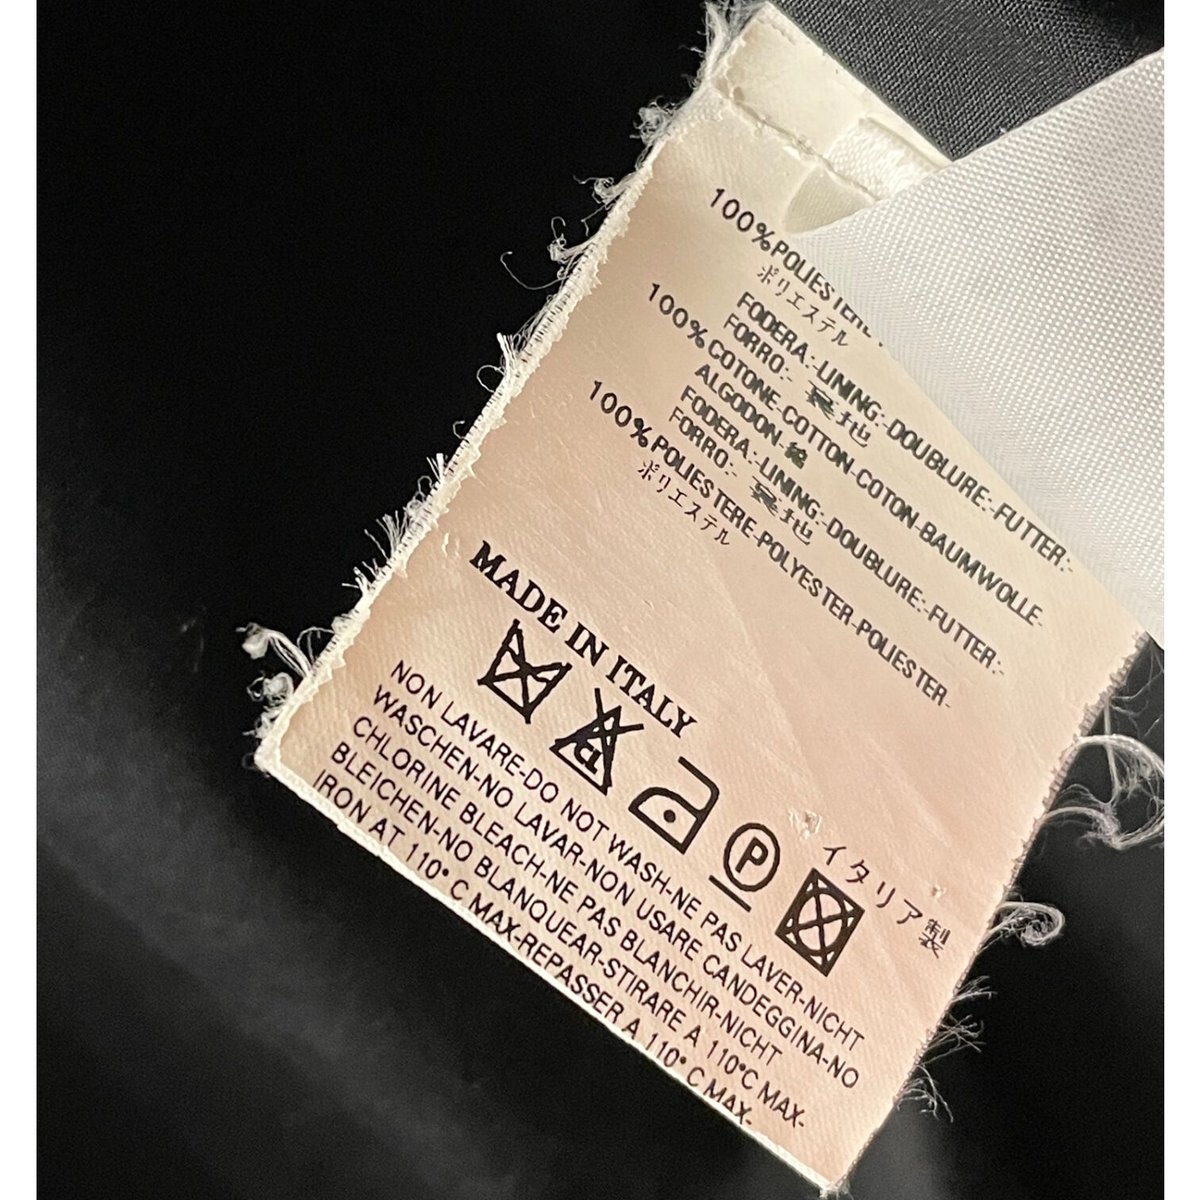 100%POLIESTERE
ポリエステル
FODERA:-LINING:-DOUBLURE:-FUTTER:-
FORRO:- 裏地
100%COTONE-COTTON-COTON-BAUMWOLLE-
ALGODON-綿
FODERA:-LINING:-DOUBLURE:-FUTTER:-
FORRO:- 裏地
100%POLIESTERE-POLYESTER-POLIESTER-
ポリエステル
MADE IN ITALY
CL
P
イタリア製
NON LAVARE-DO NOT WASH-NE PAS LAVER-NICHT
WASCHEN-NO LAVAR-NON USARE CANDEGGINA-NO
CHLORINE BLEACH-NE PAS BLANCHIR-NICHT
BLEICHEN-NO BLANQUEAR-STIRARE A 110°C MAX-
IRON AT 110° C MAX-REPASSER A 110° C MAX-